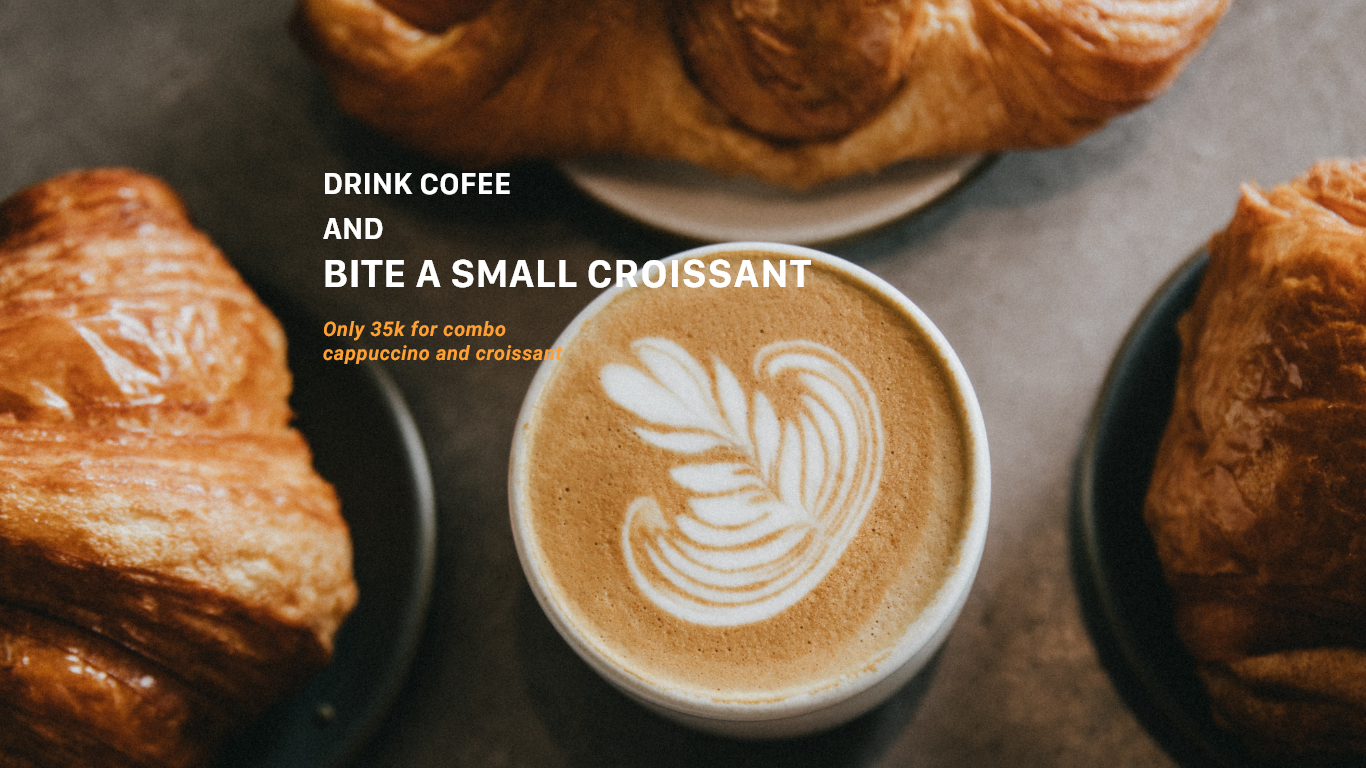 DRINK COFEE
AND
BITE A SMALL CROISSANT
Only 35k for combo
cappuccino and croissant